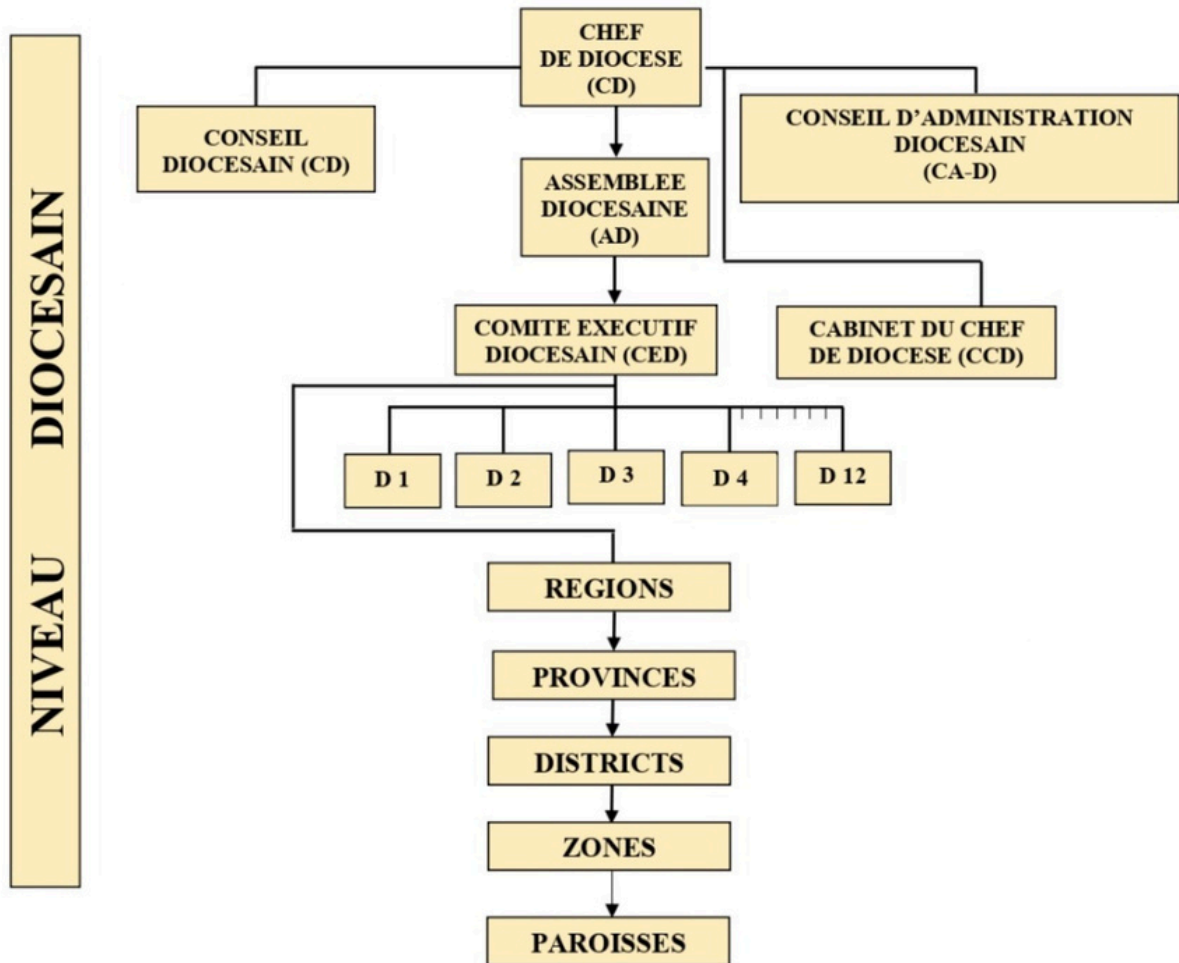 NIVEAU DIOCESAIN
CHEF
DE DIOCESE
(CD)
CONSEIL
DIOCESAIN (CD)
CONSEIL D'ADMINISTRATION
DIOCESAIN
(CA-D)
ASSEMBLEE
DIOCESAINE
(AD)
COMITE EXECUTIF
DIOCESAIN (CED)
CABINET DU CHEF
DE DIOCESE (CCD)
D 1
D 2
D 3
D 4
D 12
REGIONS
PROVINCES
DISTRICTS
ZONES
PAROISSES